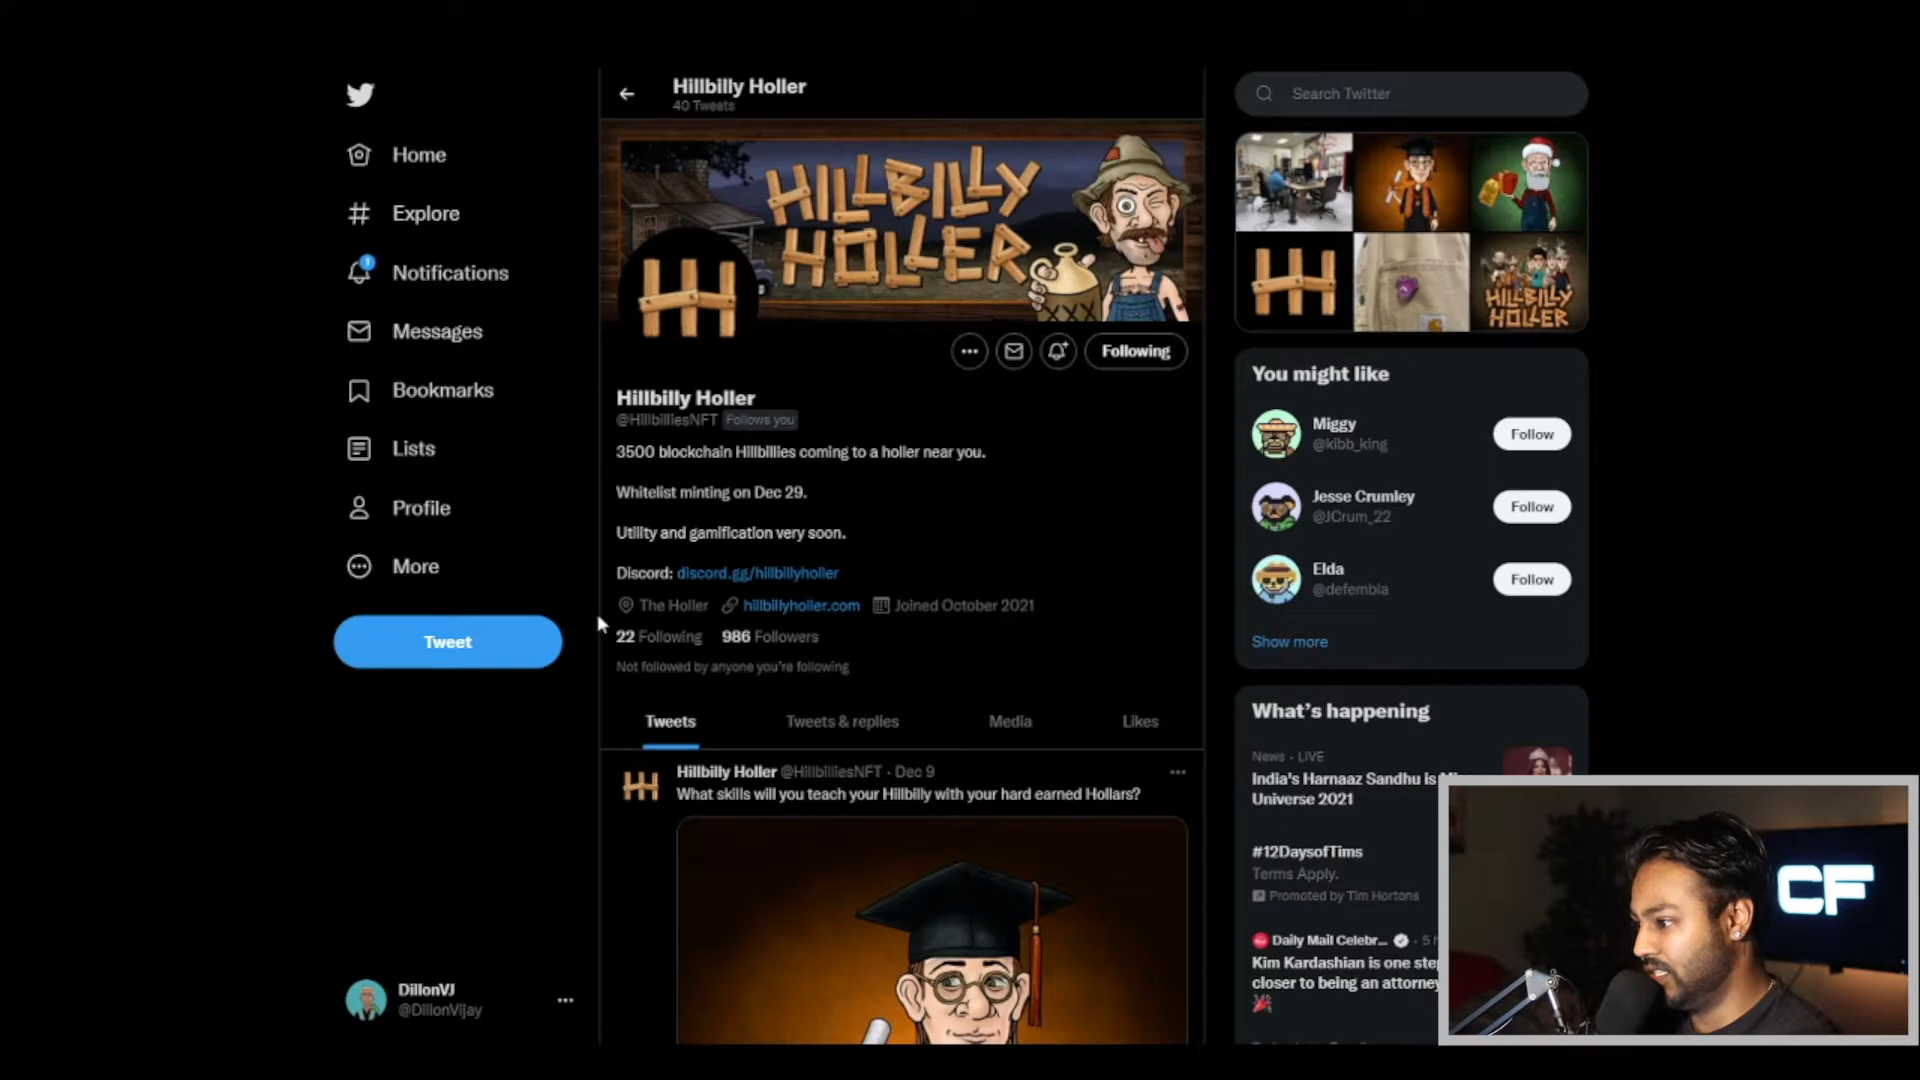 Home
Explore
1
Notifications
Messages
Bookmarks
Lists
Profile
More
Tweet
DillonVJ
@DillonVijay
Hillbilly Holler
40 Tweets
HILLBILLY
HOLLER
HH
Following
Hillbilly Holler
@HillbilliesNFT Follows you
3500 blockchain Hillbillies coming to a holler near you.
Whitelist minting on Dec 29.
Utility and gamification very soon.
Discord: discord.gg/hillbillyholler
The Holler hillbillyholler.com Joined October 2021
22 Following 986 Followers
Not followed by anyone you're following
Tweets Tweets & replies Media Likes
Hillbilly Holler @HillbilliesNFT · Dec 9
What skills will you teach your Hillbilly with your hard earned Hollars?
Search Twitter
HH
HILLBILLY
HOLLER
You might like
Miggy
@kibb_king
Follow
Jesse Crumley
@JCrum_22
Follow
Elda
@defembla
Follow
Show more
What's happening
News · LIVE
India's Harnaaz Sandhu is
Universe 2021
#12DaysofTims
Terms Apply.
Promoted by Tim Hortons
Daily Mail Celebr... · 5
Kim Kardashian is one
closer to being an attorney
CF